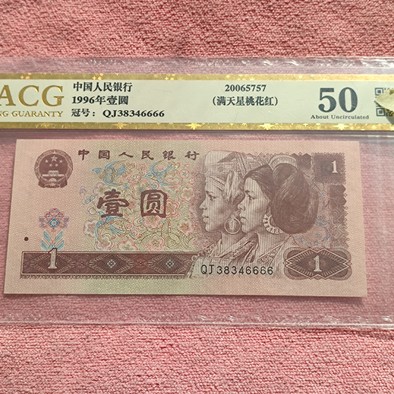 ACG
NG GUARANTY
中国人民银行
1996年壹圆
冠号: QJ38346666
20065757
(满天星桃花红)
50
About Uncirculated
中国人民银行
1
壹圆
QJ38346666
1
1